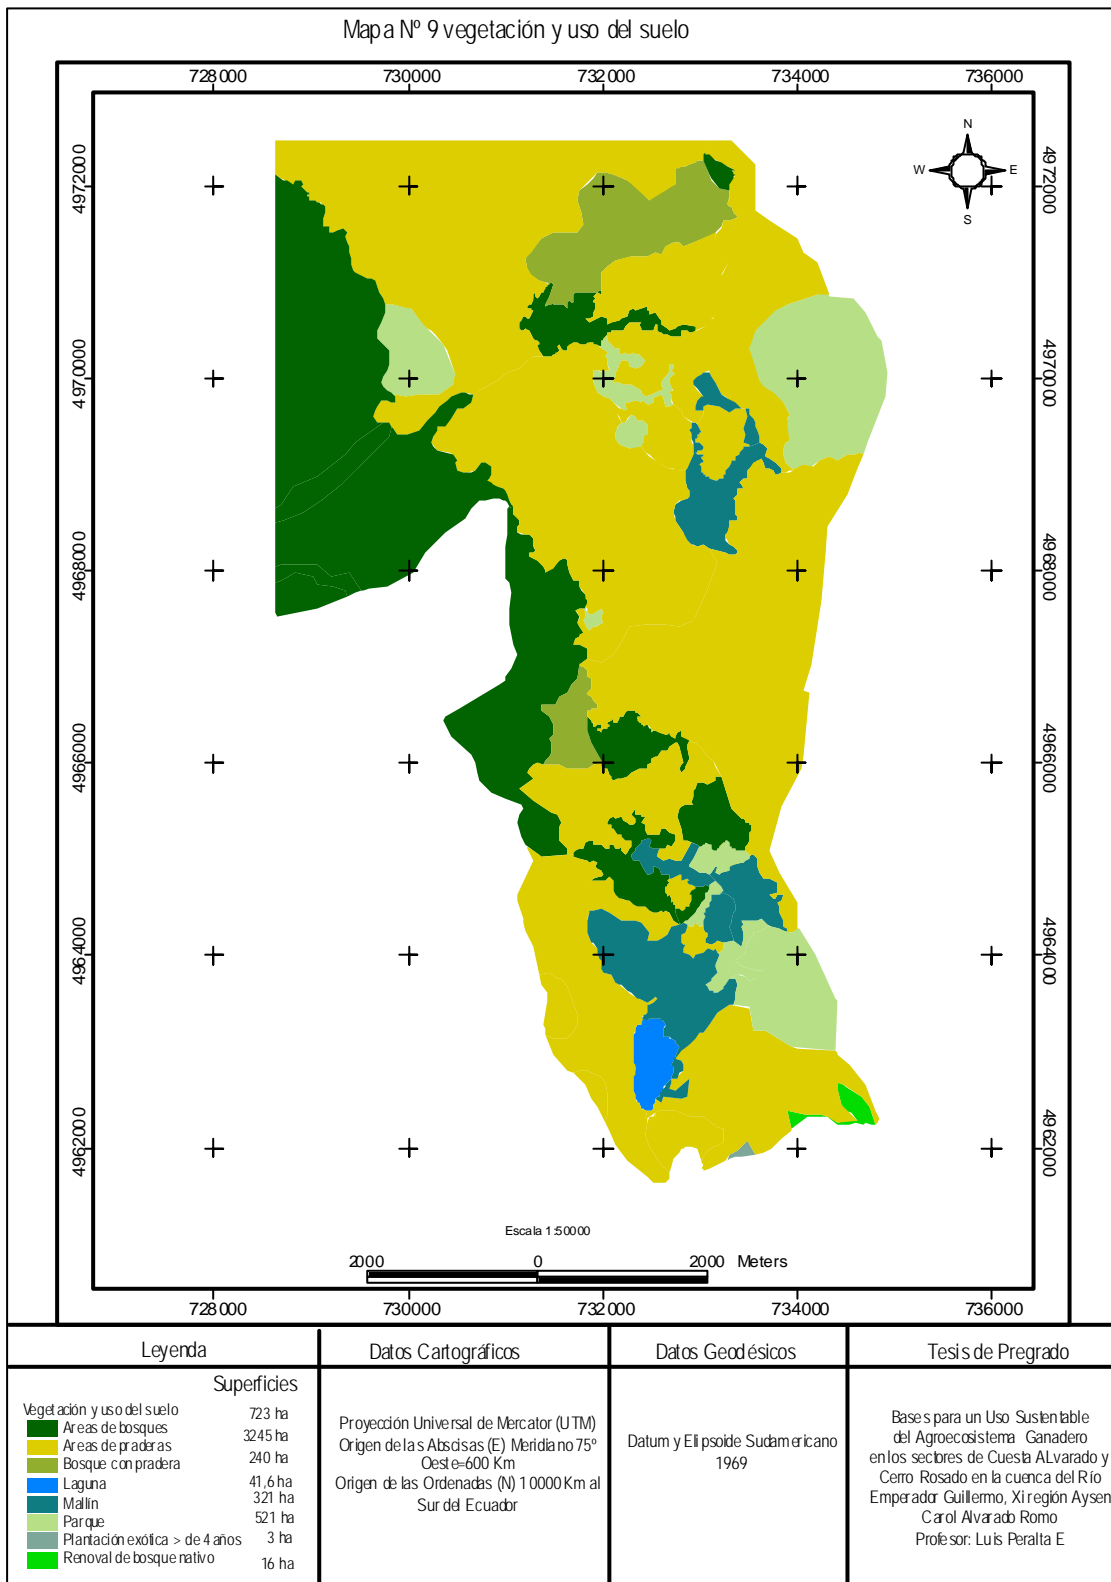 Mapa Nº 9 vegetación y uso del suelo
728000 730000 732000 734000 736000
N
W E
S
4972000 4972000
4970000 4970000
4968000 4968000
4966000 4966000
4964000 4964000
4962000 4962000
Escala 1:50000
2000 0 2000 Meters
728000 730000 732000 734000 736000
Leyenda
Superficies
Vegetación y uso del suelo
723 ha
Areas de bosques
3245 ha
Areas de praderas
240 ha
Bosque con pradera
41,6 ha
Laguna
321 ha
Mallín
521 ha
Parque
3 ha
Plantación exótica > de 4 años
16 ha
Renoval de bosque nativo
Datos Cartográficos
Proyección Universal de Mercator (UTM)
Origen de las Abscisas (E) Meridiano 75º
Oeste=600 Km
Origen de las Ordenadas (N) 10000 Km al
Sur del Ecuador
Datos Geodésicos
Datum y Elipsoide Sudamericano
1969
Tesis de Pregrado
Bases para un Uso Sustentable
del Agroecosistema Ganadero
en los sectores de Cuesta ALvarado y
Cerro Rosado en la cuenca del Río
Emperador Guillermo, Xi región Aysen
Carol Alvarado Romo
Profesor: Luis Peralta E